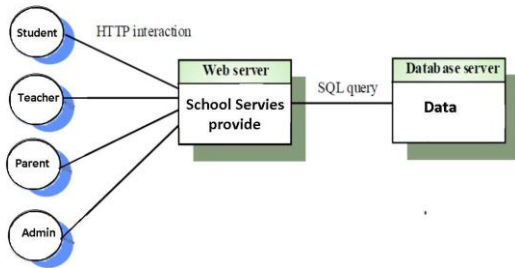 Student
HTTP interaction
Web server
Database server
Teacher
School Servies
provide
SQL query
Data
Parent
Admin